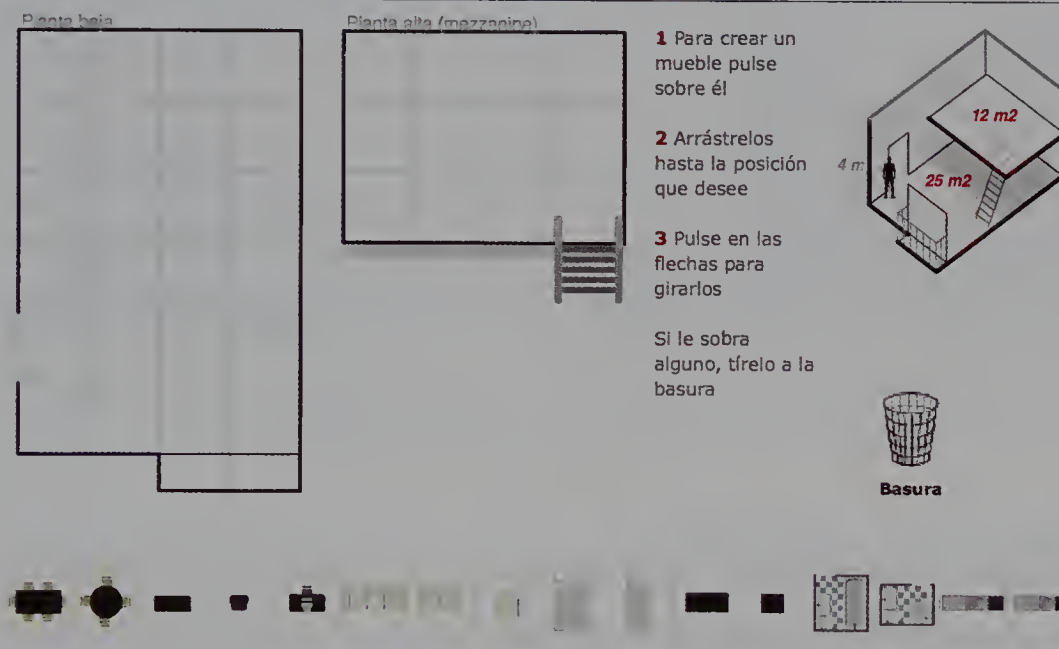 Planta baja
Planta alta (mezzanine)
1 Para crear un
mueble pulse
sobre él
2 Arrástrelos
hasta la posición
que desee
3 Pulse en las
flechas para
girarlos
Si le sobra
alguno, tírelo a la
basura
4 m
12 m2
25 m2
Basura